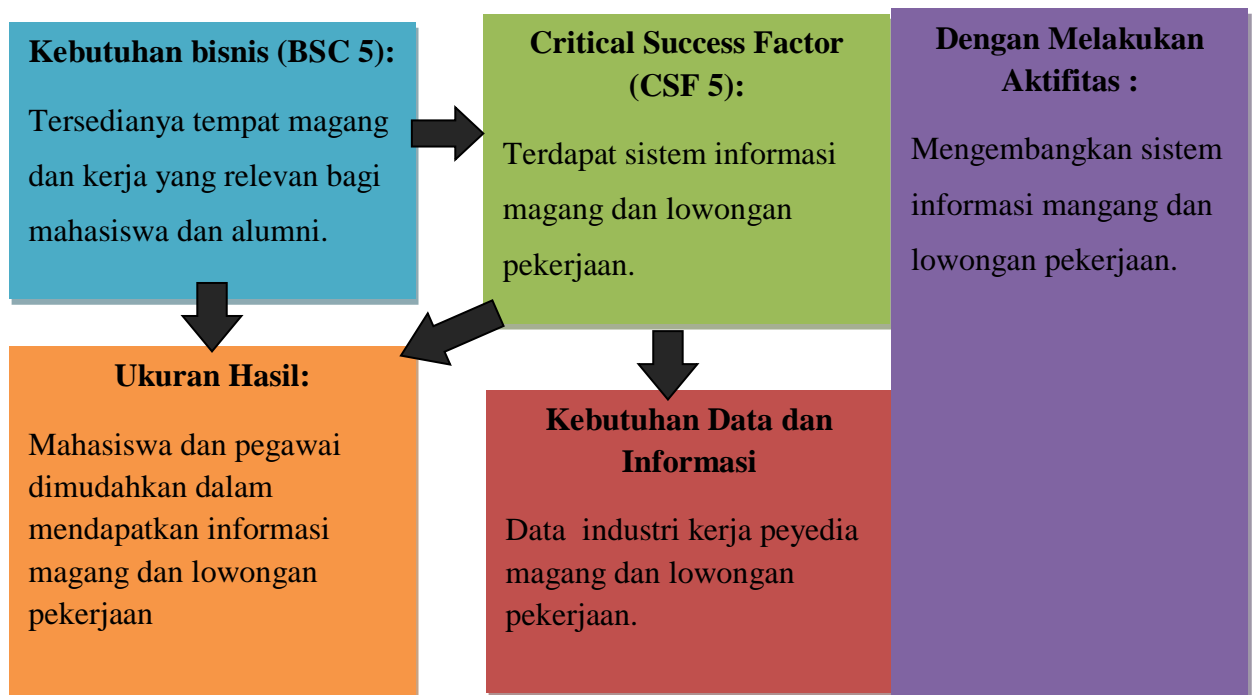 Kebutuhan bisnis (BSC 5):
Tersedianya tempat magang
dan kerja yang relevan bagi
mahasiswa dan alumni.
Critical Success Factor
(CSF 5):
Terdapat sistem informasi
magang dan lowongan
pekerjaan.
Dengan Melakukan
Aktifitas :
Mengembangkan sistem
informasi mangang dan
lowongan pekerjaan.
Ukuran Hasil:
Mahasiswa dan pegawai
dimudahkan dalam
mendapatkan informasi
magang dan lowongan
pekerjaan
Kebutuhan Data dan
Informasi
Data industri kerja peyedia
magang dan lowongan
pekerjaan.